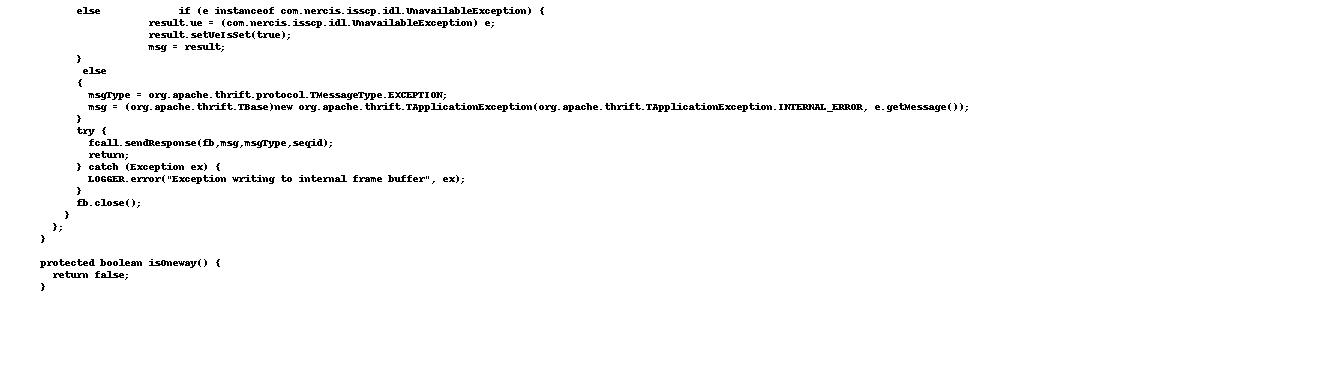 else             if (e instanceof com.nercis.isscp.idl.UnavailableException) {
            result.ue = (com.nercis.isscp.idl.UnavailableException) e;
            result.setUeIsSet(true);
            msg = result;
}
 else
{
  msgType = org.apache.thrift.protocol.TMessageType.EXCEPTION;
  msg = (org.apache.thrift.TBase)new org.apache.thrift.TApplicationException(org.apache.thrift.TApplicationException.INTERNAL_ERROR, e.getMessage());
}
try {
  fcall.sendResponse(fb,msg,msgType,seqid);
  return;
} catch (Exception ex) {
  LOGGER.error("Exception writing to internal frame buffer", ex);
}
fb.close();
}
};
}
protected boolean isOneway() {
  return false;
}